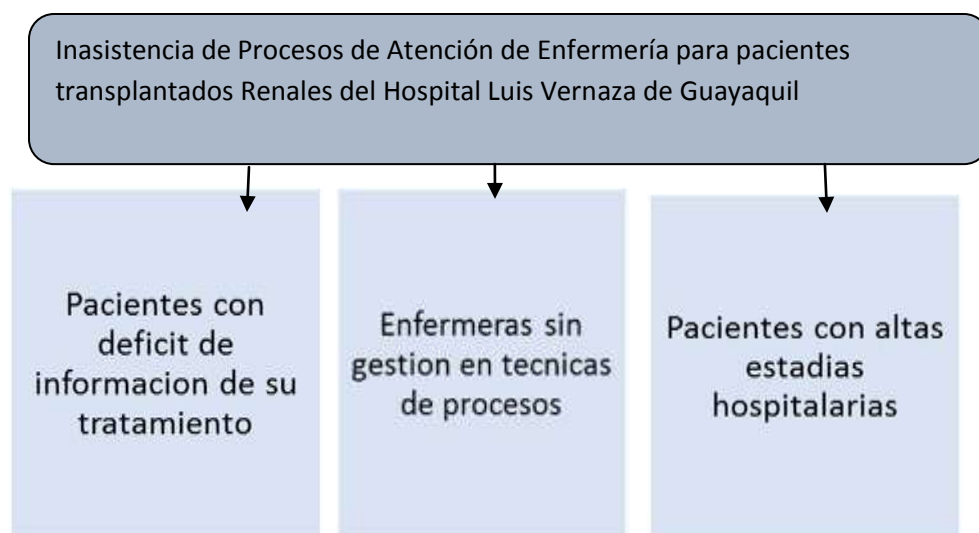 Inasistencia de Procesos de Atención de Enfermería para pacientes
transplantados Renales del Hospital Luis Vernaza de Guayaquil
Pacientes con
deficit de
informacion de su
tratamiento
Enfermeras sin
gestion en tecnicas
de procesos
Pacientes con altas
estadias
hospitalarias